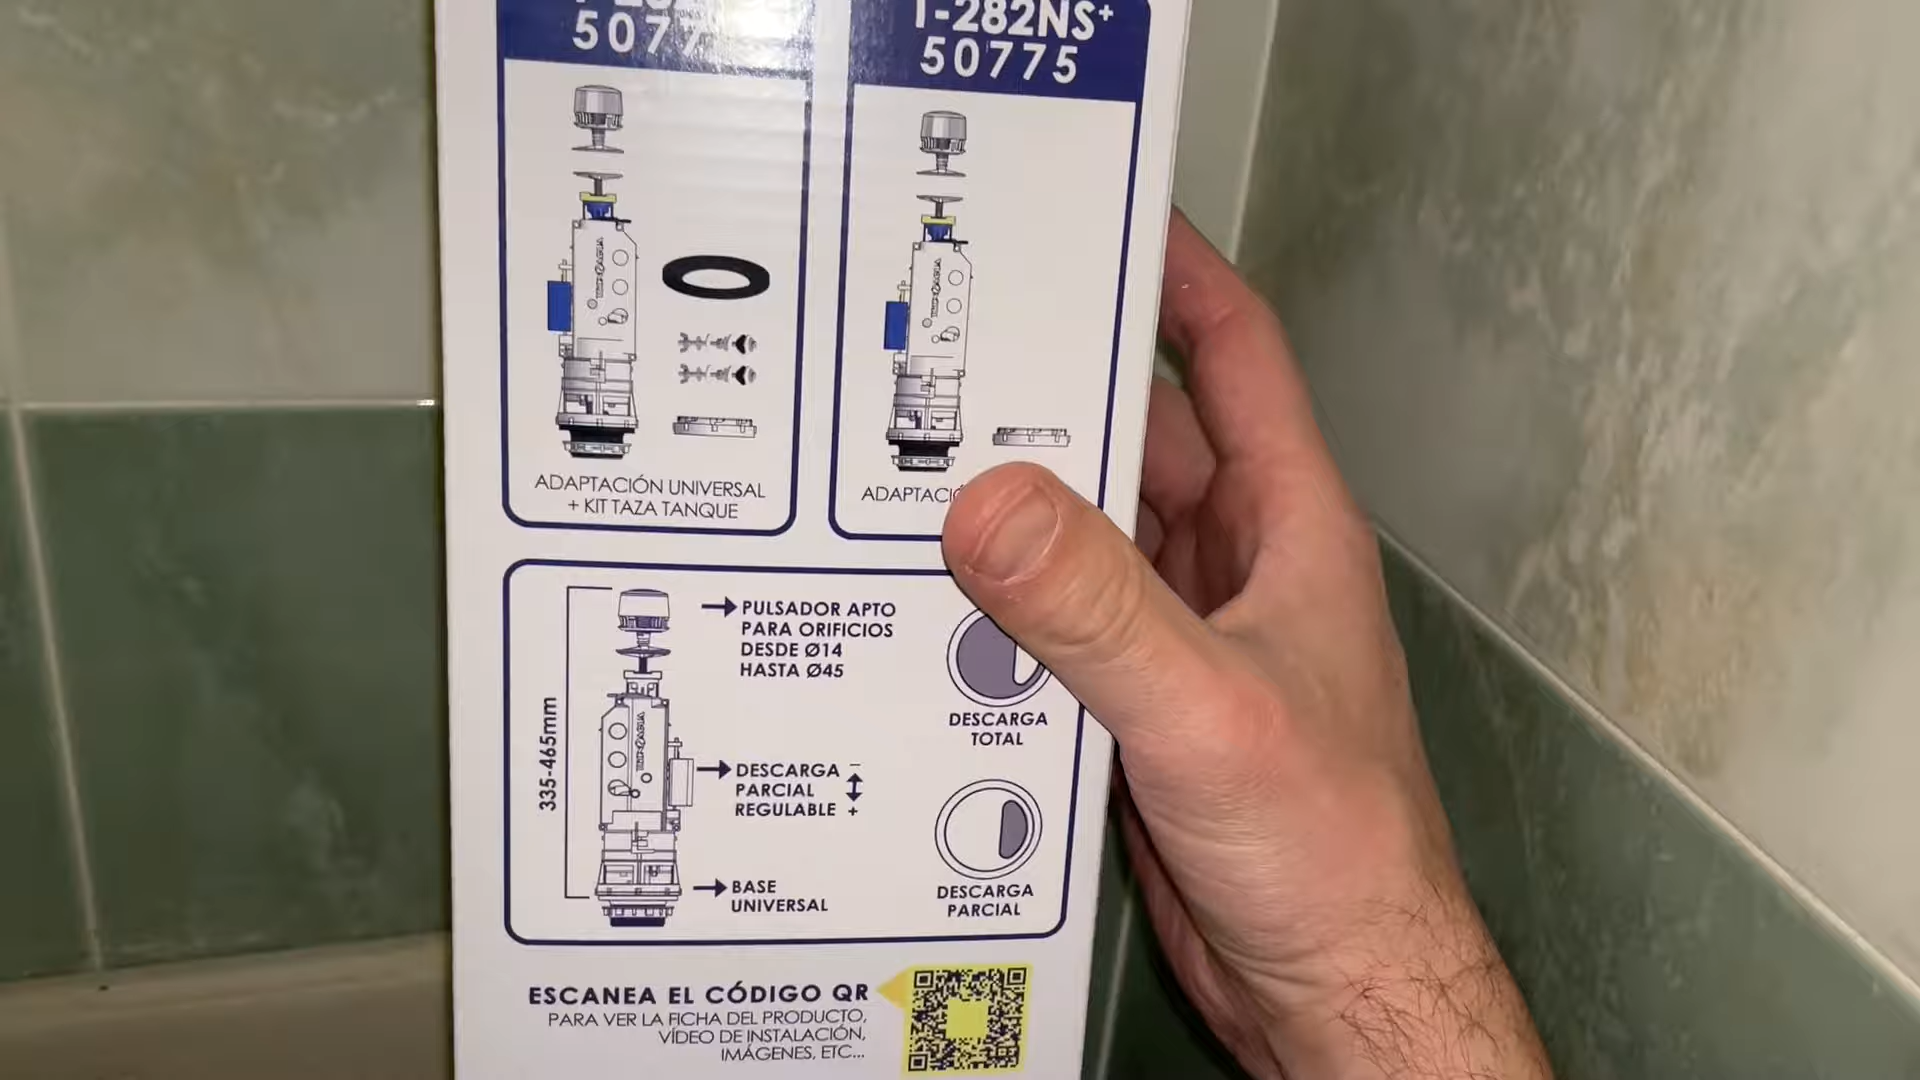 T-282NS+
50775
ADAPTACIÓN UNIVERSAL
+ KIT TAZA TANQUE
335-465mm
PULSADOR APTO
PARA ORIFICIOS
DESDE Ø14
HASTA Ø45
DESCARGA
TOTAL
DESCARGA –
PARCIAL
REGULABLE +
DESCARGA
PARCIAL
BASE
UNIVERSAL
ESCANEA EL CÓDIGO QR
PARA VER LA FICHA DEL PRODUCTO,
VÍDEO DE INSTALACIÓN,
IMÁGENES, ETC...